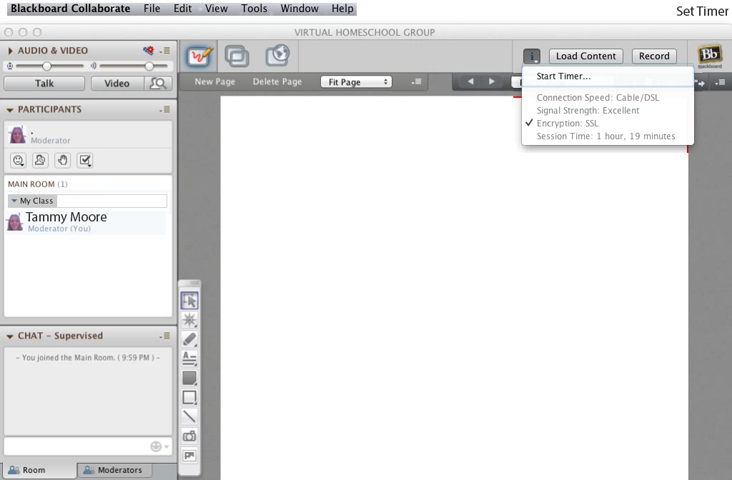 Blackboard Collaborate File Edit View Tools Window Help
Set Timer
VIRTUAL HOMESCHOOL GROUP
AUDIO & VIDEO
Talk Video
PARTICIPANTS
Moderator
MAIN ROOM (1)
My Class
Tammy Moore
Moderator (You)
CHAT – Supervised
– You joined the Main Room. ( 9:59 PM ) –
Room Moderators
i Load Content Record
Bb
Blackboard
New Page Delete Page Fit Page
Start Timer...
Connection Speed: Cable/DSL
Signal Strength: Excellent
Encryption: SSL
Session Time: 1 hour, 19 minutes